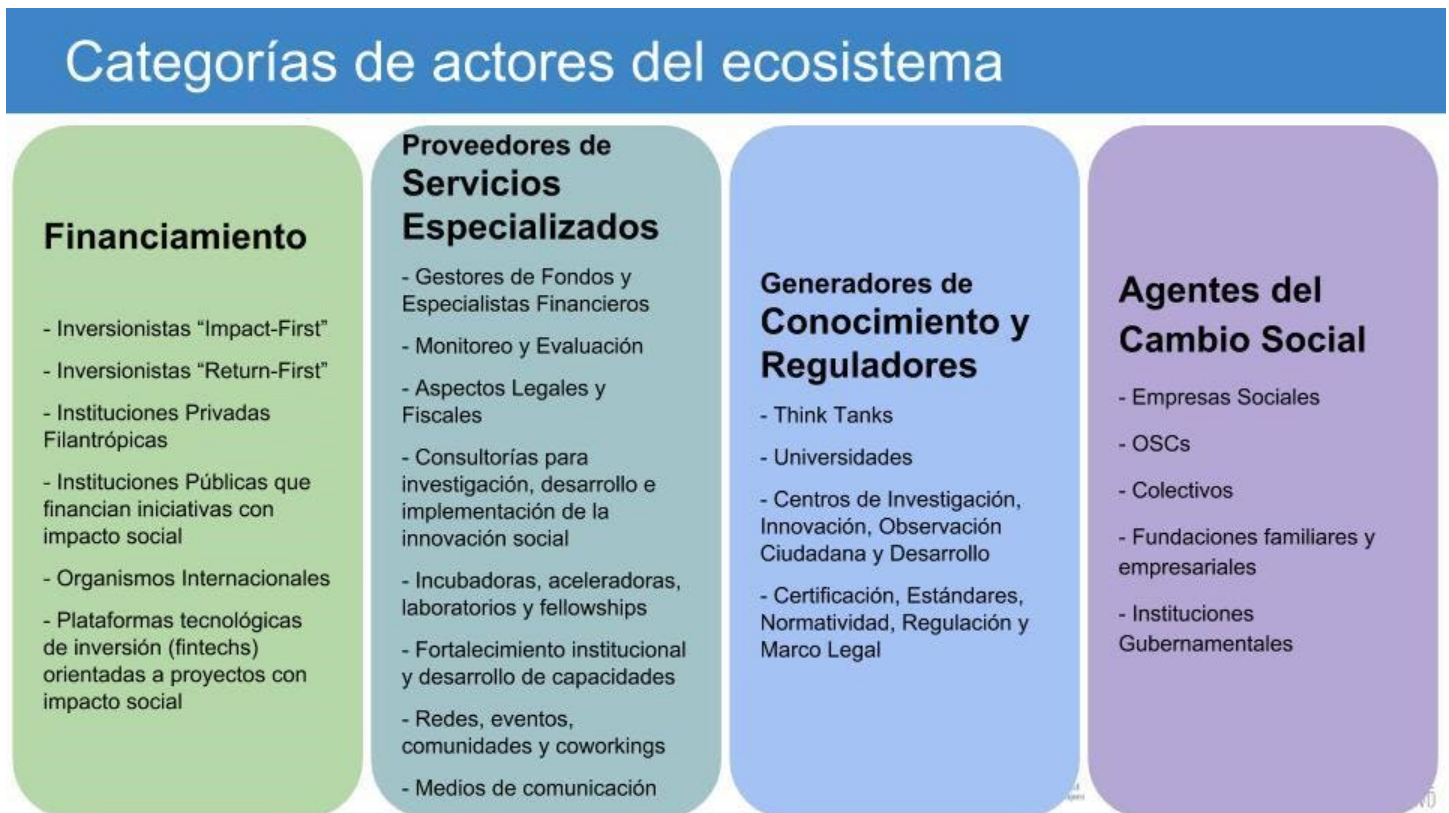 Categorías de actores del ecosistema
Financiamiento
- Inversionistas “Impact-First”
- Inversionistas “Return-First”
- Instituciones Privadas
Filantrópicas
- Instituciones Públicas que
financian iniciativas con
impacto social
- Organismos Internacionales
- Plataformas tecnológicas
de inversión (fintechs)
orientadas a proyectos con
impacto social
Proveedores de
Servicios
Especializados
- Gestores de Fondos y
Especialistas Financieros
- Monitoreo y Evaluación
- Aspectos Legales y
Fiscales
- Consultorías para
investigación, desarrollo e
implementación de la
innovación social
- Incubadoras, aceleradoras,
laboratorios y fellowships
- Fortalecimiento institucional
y desarrollo de capacidades
- Redes, eventos,
comunidades y coworkings
- Medios de comunicación
Generadores de
Conocimiento y
Reguladores
- Think Tanks
- Universidades
- Centros de Investigación,
Innovación, Observación
Ciudadana y Desarrollo
- Certificación, Estándares,
Normatividad, Regulación y
Marco Legal
Agentes del
Cambio Social
- Empresas Sociales
- OSCs
- Colectivos
- Fundaciones familiares y
empresariales
- Instituciones
Gubernamentales